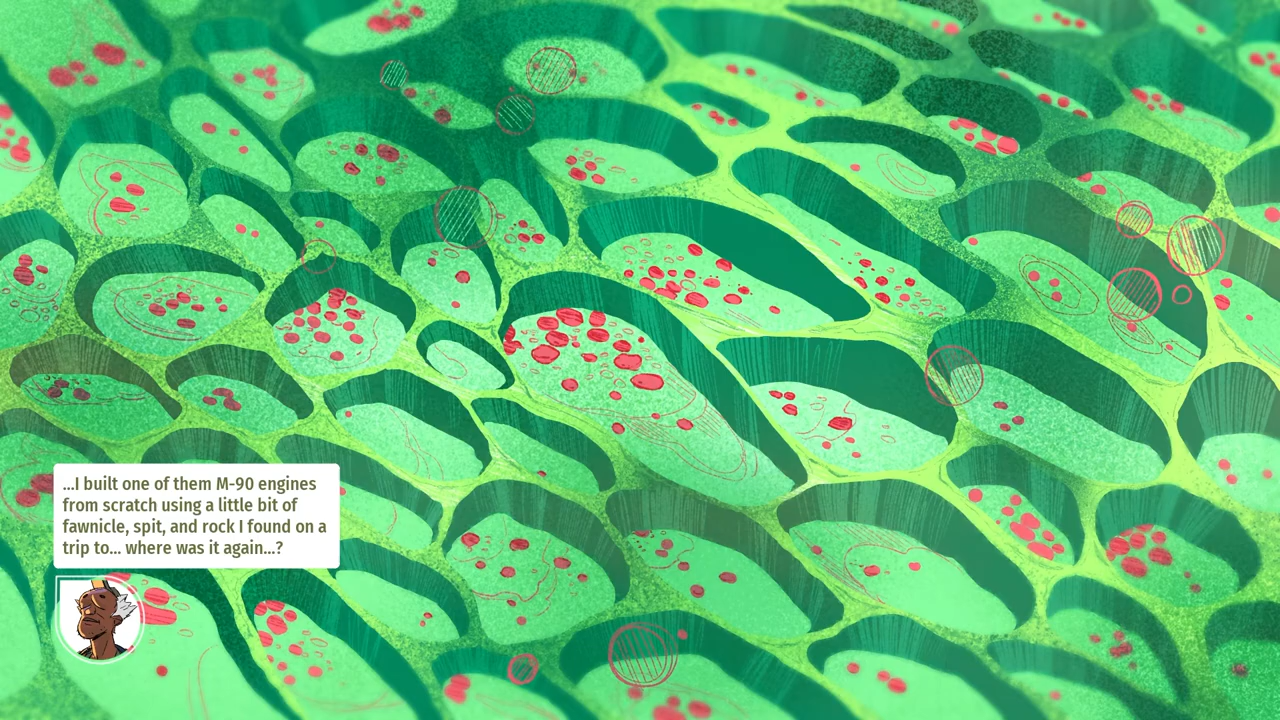 ...I built one of them M-90 engines
from scratch using a little bit of
fawnicle, spit, and rock I found on a
trip to... where was it again...?